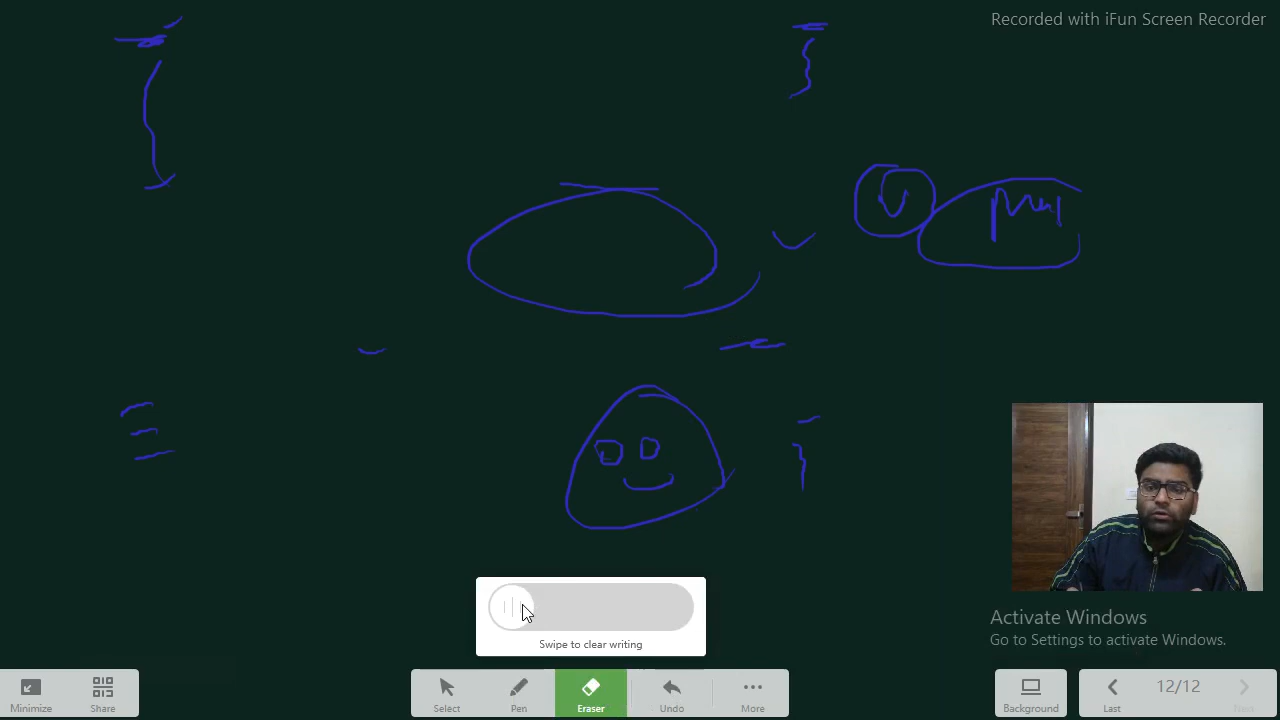 Recorded with iFun Screen Recorder
Swipe to clear writing
Activate Windows
Go to Settings to activate Windows.
Minimize
Share
Select
Pen
Eraser
Undo
More
Background
Last
12/12
Next